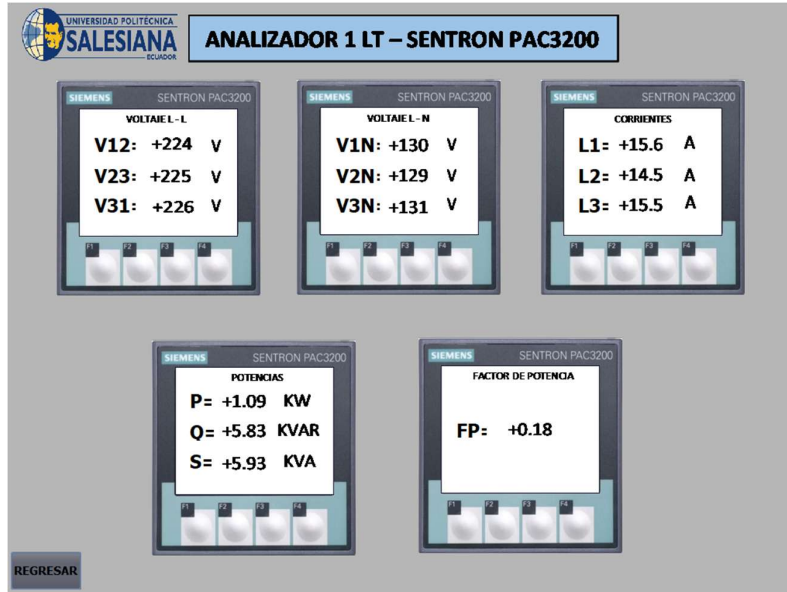 UNIVERSIDAD POLITÉCNICA
SALESIANA
ECUADOR
ANALIZADOR 1 LT – SENTRON PAC3200
SIEMENS SENTRON PAC3200
VOLTAJE L - L
V12: +224 V
V23: +225 V
V31: +226 V
F1 F2 F3 F4
SIEMENS SENTRON PAC3200
VOLTAJE L - N
V1N: +130 V
V2N: +129 V
V3N: +131 V
F1 F2 F3 F4
SIEMENS SENTRON PAC3200
CORRIENTES
L1= +15.6 A
L2= +14.5 A
L3= +15.5 A
F1 F2 F3 F4
SIEMENS SENTRON PAC3200
POTENCIAS
P= +1.09 KW
Q= +5.83 KVAR
S= +5.93 KVA
F1 F2 F3 F4
SIEMENS SENTRON PAC3200
FACTOR DE POTENCIA
FP: +0.18
F1 F2 F3 F4
REGRESAR